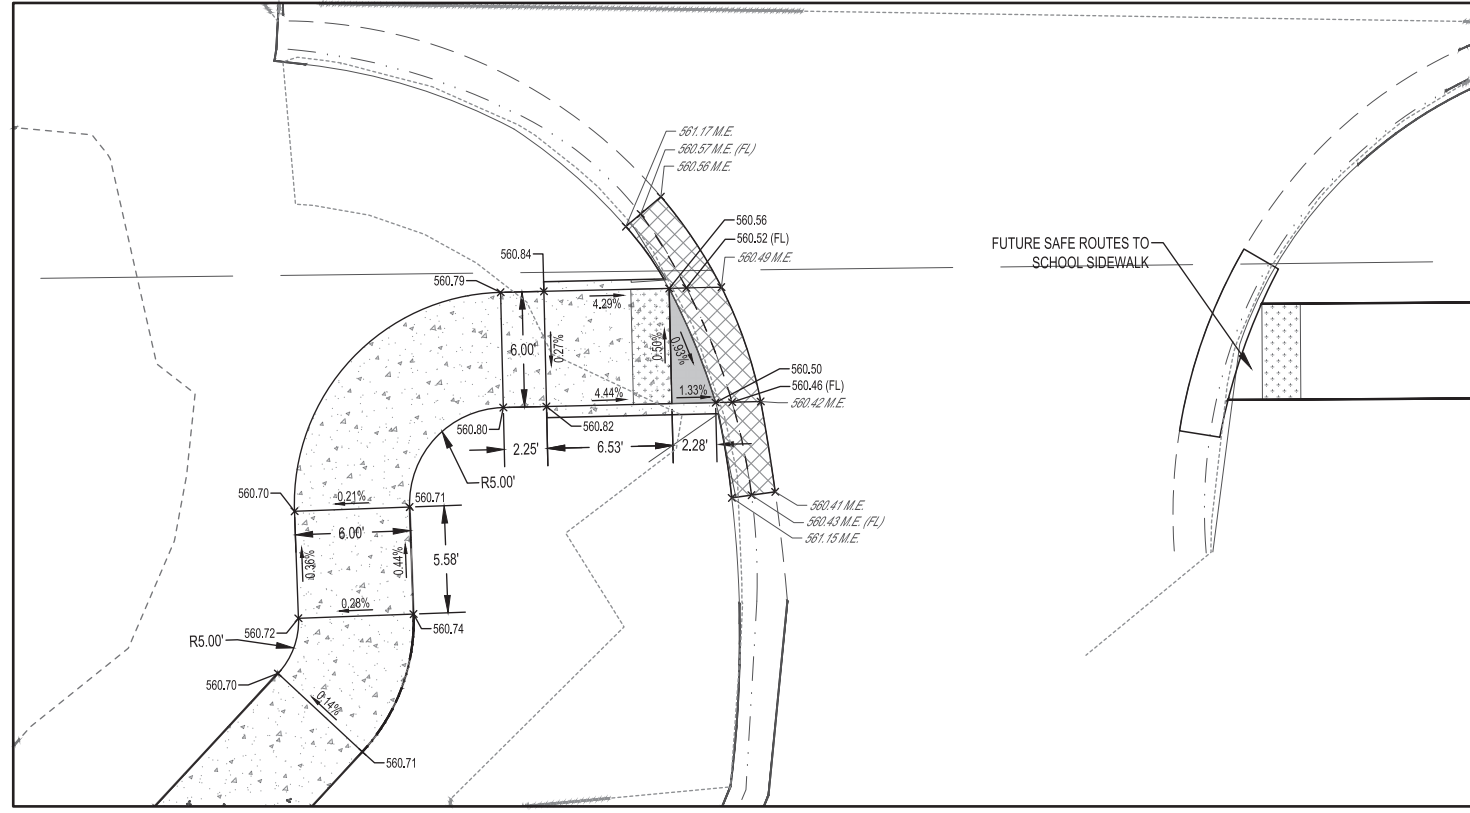 561.17 M.E.
560.57 M.E. (FL)
560.56 M.E.
560.56
560.52 (FL)
560.49 M.E.
560.84
560.79
4.29%
6.00'
0.27%
0.50%
0.93%
4.44%
1.33%
560.50
560.46 (FL)
560.42 M.E.
560.80
560.82
2.25'
6.53'
2.28'
R5.00'
560.70
0.21%
560.71
6.00'
0.36%
0.44%
5.58'
0.28%
560.72
560.74
R5.00'
560.70
0.14%
560.71
560.41 M.E.
560.43 M.E. (FL)
561.15 M.E.
FUTURE SAFE ROUTES TO
SCHOOL SIDEWALK